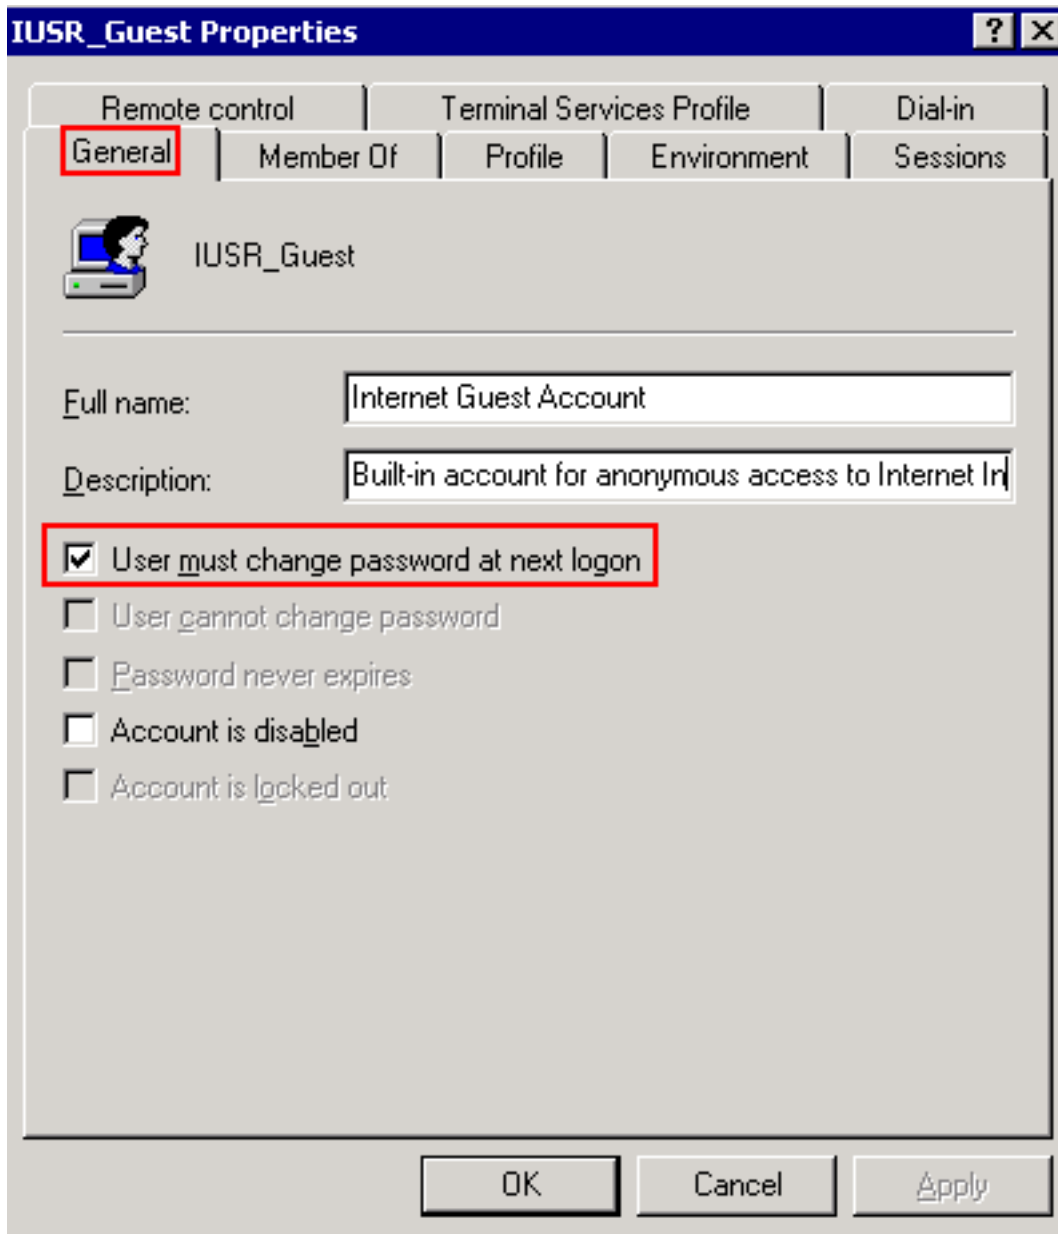 IUSR_Guest Properties
Remote control Terminal Services Profile Dial-in
General Member Of Profile Environment Sessions
IUSR_Guest
Full name: Internet Guest Account
Description: Built-in account for anonymous access to Internet In
User must change password at next logon
User cannot change password
Password never expires
Account is disabled
Account is locked out
OK Cancel Apply